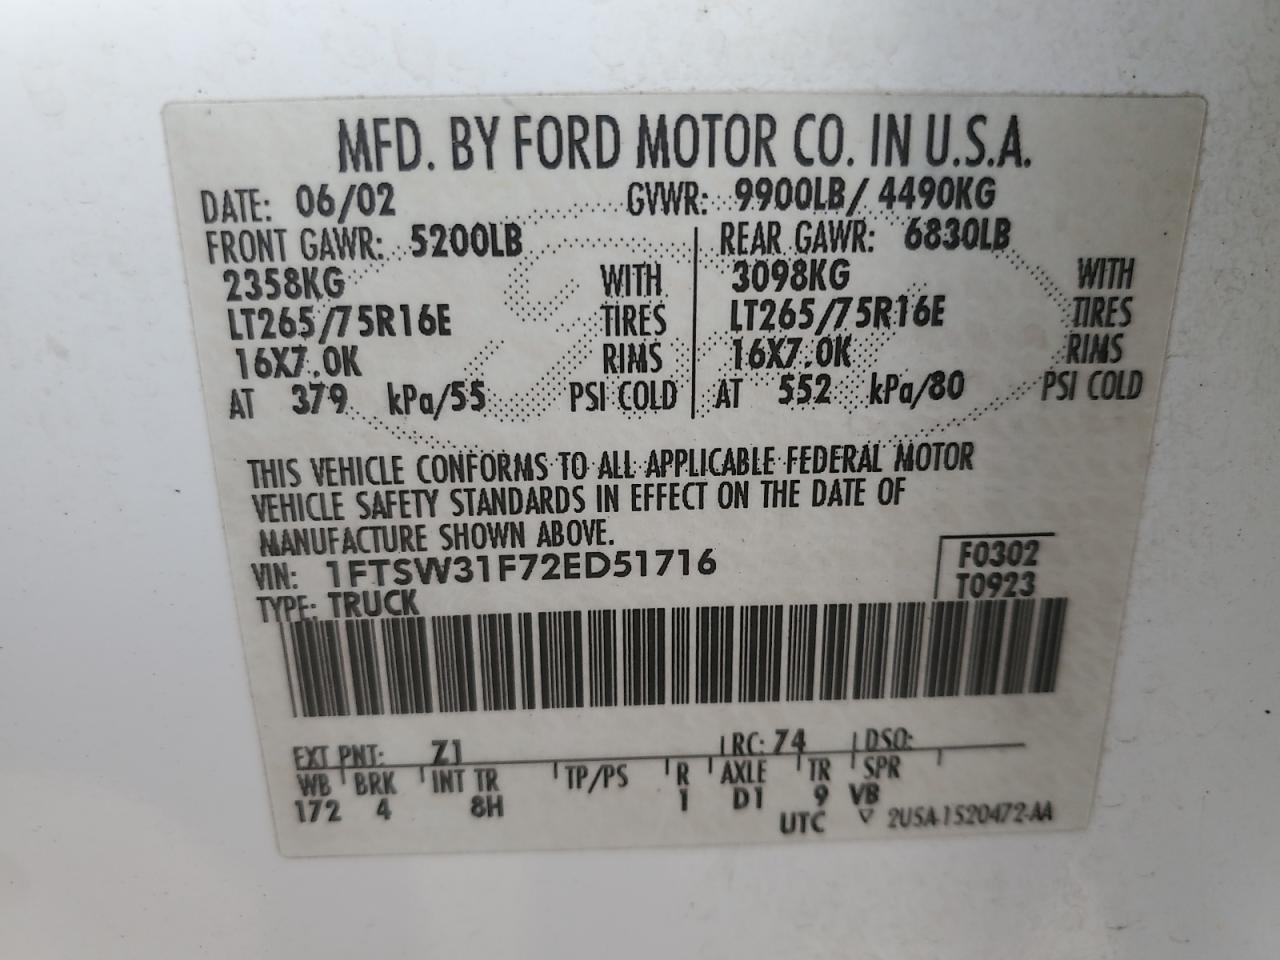 MFD. BY FORD MOTOR CO. IN U.S.A.
DATE: 06/02 GVWR: 9900LB/ 4490KG
FRONT GAWR: 5200LB REAR GAWR: 6830LB
2358KG WITH 3098KG WITH
LT265/75R16E TIRES LT265/75R16E TIRES
16X7.0K RIMS 16X7.0K RIMS
AT 379 kPa/55 PSI COLD AT 552 kPa/80 PSI COLD
THIS VEHICLE CONFORMS TO ALL APPLICABLE FEDERAL MOTOR
VEHICLE SAFETY STANDARDS IN EFFECT ON THE DATE OF
MANUFACTURE SHOWN ABOVE.
VIN: 1FTSW31F72ED51716 F0302
TYPE: TRUCK T0923
EXT PNT: Z1 RC: 74 DSO:
WB BRK INT TR TP/PS R AXLE TR SPR
172 4 8H 1 D1 9 VB
UTC ▽ 2U5A-1520472-AA